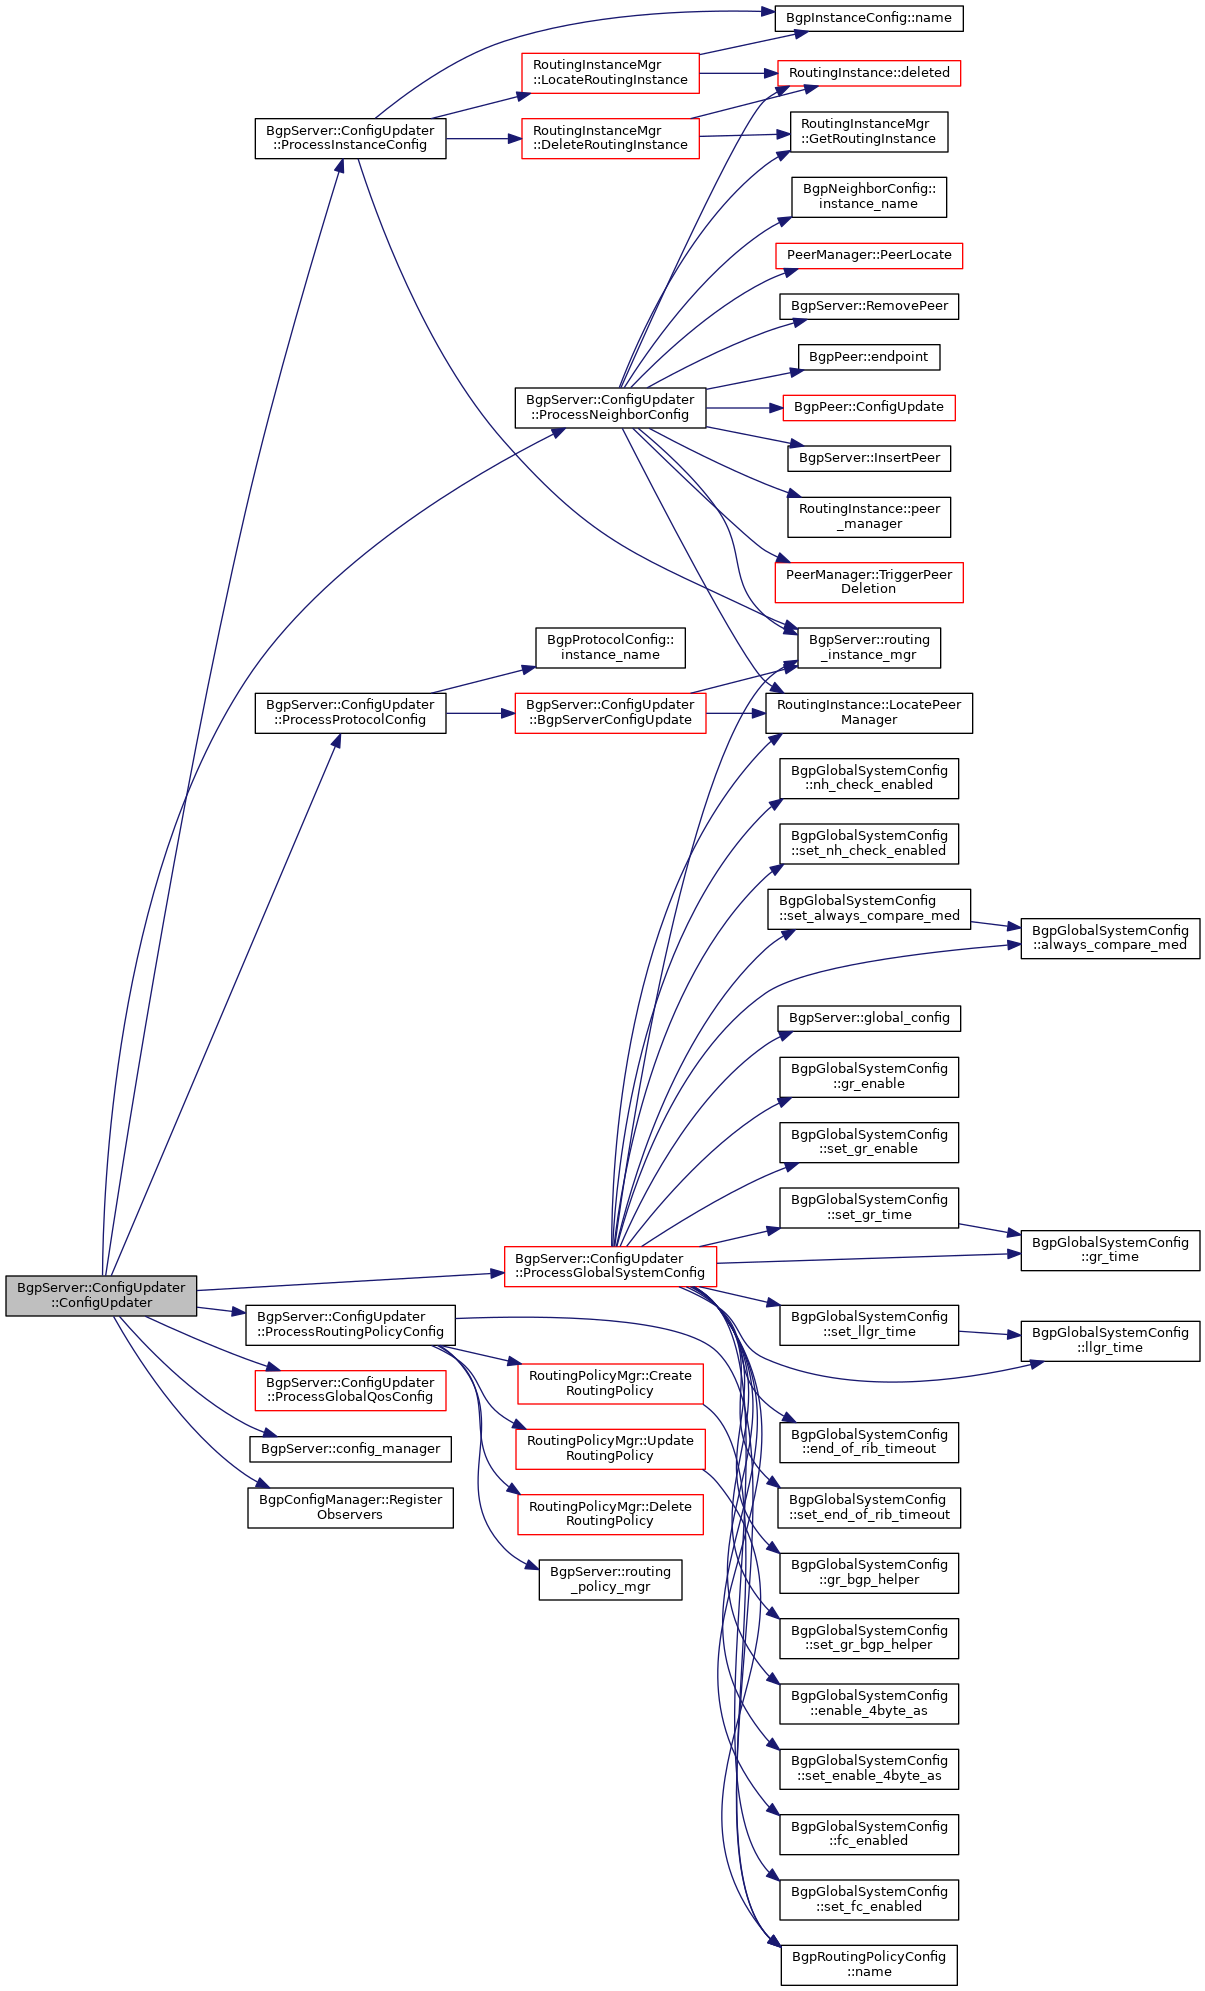 BgpInstanceConfig::name
RoutingInstanceMgr
::LocateRoutingInstance
RoutingInstance::deleted
BgpServer::ConfigUpdater
::ProcessInstanceConfig
RoutingInstanceMgr
::DeleteRoutingInstance
RoutingInstanceMgr
::GetRoutingInstance
BgpNeighborConfig::
instance_name
PeerManager::PeerLocate
BgpServer::RemovePeer
BgpPeer::endpoint
BgpServer::ConfigUpdater
::ProcessNeighborConfig
BgpPeer::ConfigUpdate
BgpServer::InsertPeer
RoutingInstance::peer
_manager
PeerManager::TriggerPeer
Deletion
BgpProtocolConfig::
instance_name
BgpServer::routing
_instance_mgr
BgpServer::ConfigUpdater
::ProcessProtocolConfig
BgpServer::ConfigUpdater
::BgpServerConfigUpdate
RoutingInstance::LocatePeer
Manager
BgpGlobalSystemConfig
::nh_check_enabled
BgpGlobalSystemConfig
::set_nh_check_enabled
BgpGlobalSystemConfig
::set_always_compare_med
BgpGlobalSystemConfig
::always_compare_med
BgpServer::global_config
BgpGlobalSystemConfig
::gr_enable
BgpGlobalSystemConfig
::set_gr_enable
BgpGlobalSystemConfig
::set_gr_time
BgpGlobalSystemConfig
::gr_time
BgpServer::ConfigUpdater
::ProcessGlobalSystemConfig
BgpServer::ConfigUpdater
::ConfigUpdater
BgpServer::ConfigUpdater
::ProcessRoutingPolicyConfig
BgpGlobalSystemConfig
::set_llgr_time
BgpGlobalSystemConfig
::llgr_time
BgpServer::ConfigUpdater
::ProcessGlobalQosConfig
RoutingPolicyMgr::Create
RoutingPolicy
BgpServer::config_manager
RoutingPolicyMgr::Update
RoutingPolicy
BgpGlobalSystemConfig
::end_of_rib_timeout
BgpConfigManager::Register
Observers
RoutingPolicyMgr::Delete
RoutingPolicy
BgpGlobalSystemConfig
::set_end_of_rib_timeout
BgpServer::routing
_policy_mgr
BgpGlobalSystemConfig
::gr_bgp_helper
BgpGlobalSystemConfig
::set_gr_bgp_helper
BgpGlobalSystemConfig
::enable_4byte_as
BgpGlobalSystemConfig
::set_enable_4byte_as
BgpGlobalSystemConfig
::fc_enabled
BgpGlobalSystemConfig
::set_fc_enabled
BgpRoutingPolicyConfig
::name